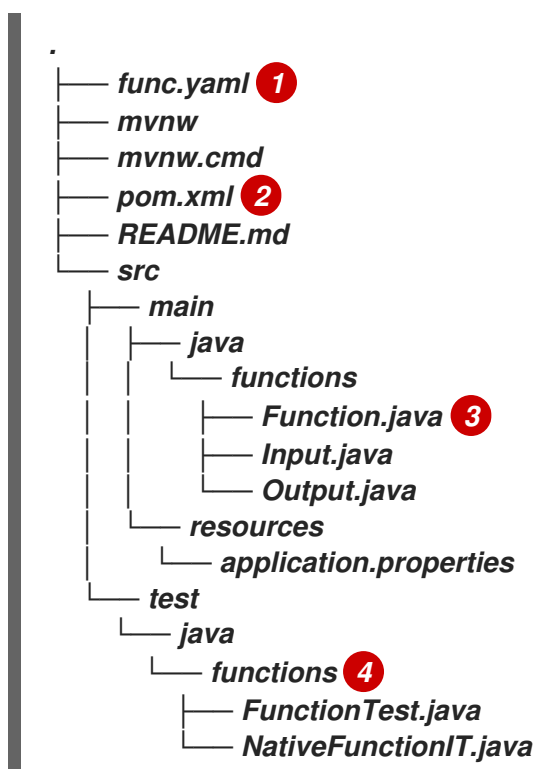 .
├── func.yaml 1
├── mvnw
├── mvnw.cmd
├── pom.xml 2
├── README.md
└── src
    ├── main
    │   ├── java
    │   │   └── functions
    │   │       ├── Function.java 3
    │   │       ├── Input.java
    │   │       └── Output.java
    │   └── resources
    │       └── application.properties
    └── test
        └── java
            └── functions 4
                ├── FunctionTest.java
                └── NativeFunctionIT.java